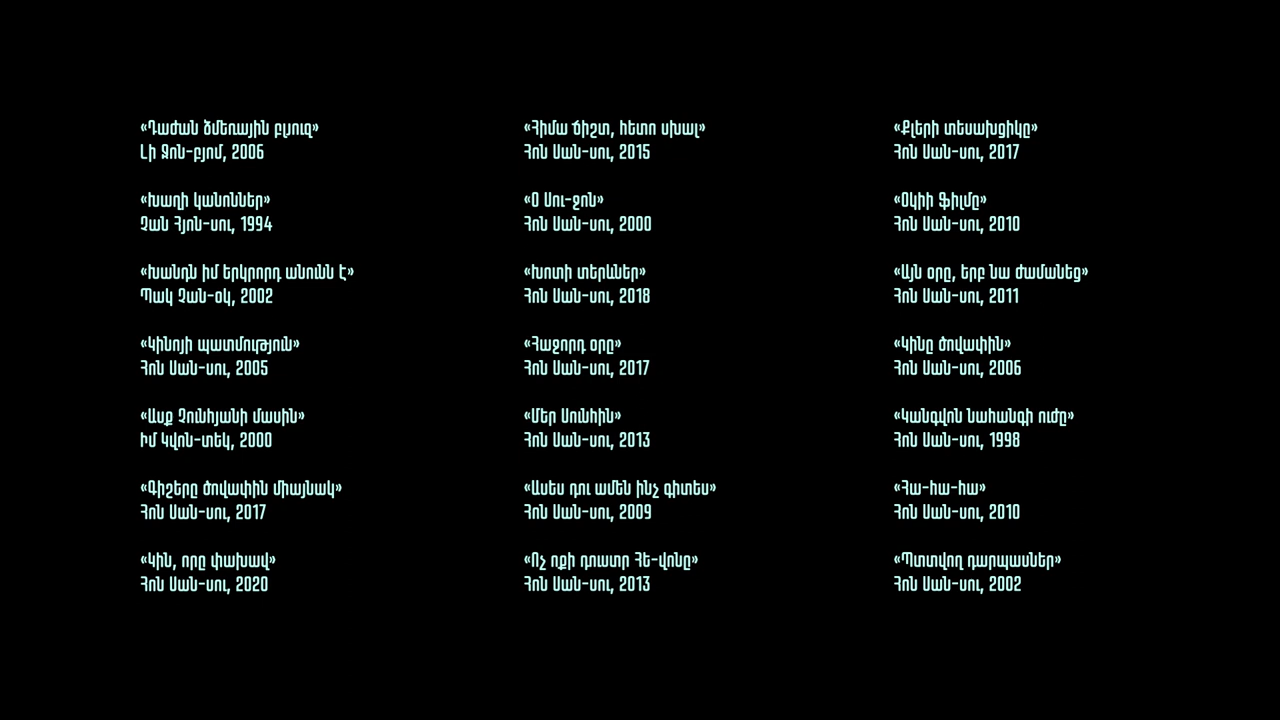 «Դաժան ձմեռային բլյուզ»
Լի Ջոն-բյոմ, 2006
«Խաղի կանոններ»
Չան Հյոն-սու, 1994
«Խանդն իմ երկրորդ անունն է»
Պակ Չան-օկ, 2002
«Կինոյի պատմություն»
Հոն Սան-սու, 2005
«Ասք Չունհյանի մասին»
Իմ Կվոն-տեկ, 2000
«Գիշերը ծովափին միայնակ»
Հոն Սան-սու, 2017
«Կին, որը փախավ»
Հոն Սան-սու, 2020
«Հիմա ճիշտ, հետո սխալ»
Հոն Սան-սու, 2015
«Օ Սու-ջոն»
Հոն Սան-սու, 2000
«Խոտի տերևներ»
Հոն Սան-սու, 2018
«Հաջորդ օրը»
Հոն Սան-սու, 2017
«Մեր Սունհին»
Հոն Սան-սու, 2013
«Ասես դու ամեն ինչ գիտես»
Հոն Սան-սու, 2009
«Ոչ ոքի դուստր Հե-վոնը»
Հոն Սան-սու, 2013
«Քլերի տեսախցիկը»
Հոն Սան-սու, 2017
«Օկիի ֆիլմը»
Հոն Սան-սու, 2010
«Այն օրը, երբ նա ժամանեց»
Հոն Սան-սու, 2011
«Կինը ծովափին»
Հոն Սան-սու, 2006
«Կանգվոն նահանգի ուժը»
Հոն Սան-սու, 1998
«Հա-հա-հա»
Հոն Սան-սու, 2010
«Պտտվող դարպասներ»
Հոն Սան-սու, 2002